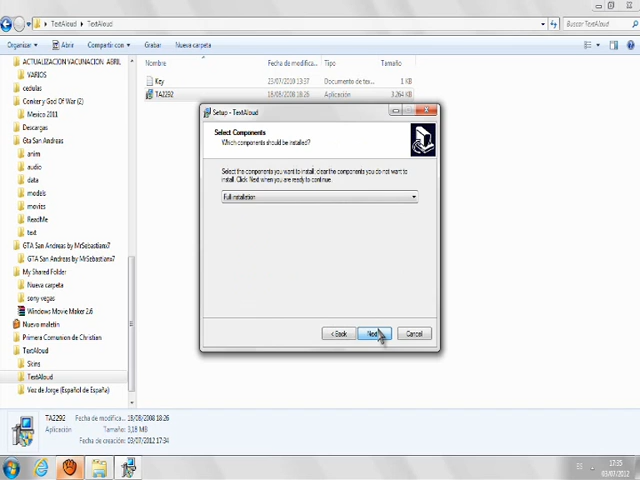 TextAloud
TextAloud
Buscar TextAloud
Organizar
Abrir
Compartir con
Grabar
Nueva carpeta
Nombre
Fecha de modifica...
Tipo
Tamaño
Key
23/07/2010 13:57
Documento de tex...
1 KB
TA2292
18/08/2008 18:26
Aplicación
3.264 KB
ACTUALIZACION VACUNACION ABRIL
VARIOS
cedulas
Conker y God Of War (2)
Mexico 2011
Descargas
Gta San Andreas
anim
audio
data
models
movies
ReadMe
text
GTA San Andreas by MrSebastianx7
GTA San Andreas by MrSebastianx7
My Shared Folder
Nueva carpeta
sony vegas
Windows Movie Maker 2.6
Nuevo maletín
Primera Comunion de Christian
TextAloud
Skins
TextAloud
Voz de Jorge (Español de España)
Setup - TextAloud
Select Components
Which components should be installed?
Select the components you want to install; clear the components you do not want to
install. Click Next when you are ready to continue.
Full installation
< Back
Next
Cancel
TA2292
Fecha de modifica... 18/08/2008 18:26
Aplicación
Tamaño: 3,18 MB
Fecha de creación: 03/07/2012 17:34
ES
17:35
03/07/2012